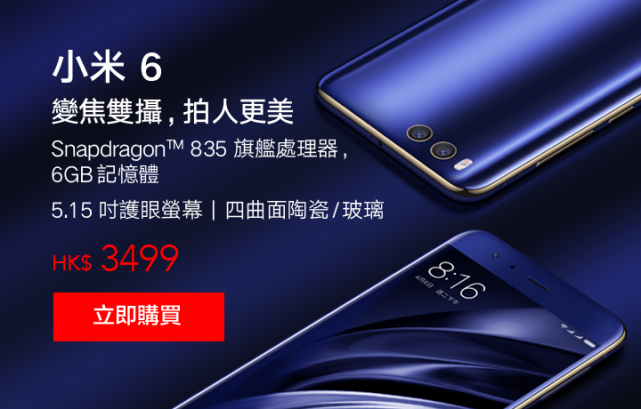 小米 6
變焦雙攝 , 拍人更美
Snapdragon™ 835 旗艦處理器 ,
6GB 記憶體
5.15 吋護眼螢幕 | 四曲面陶瓷/玻璃
HK$ 3499
立即購買
8:16